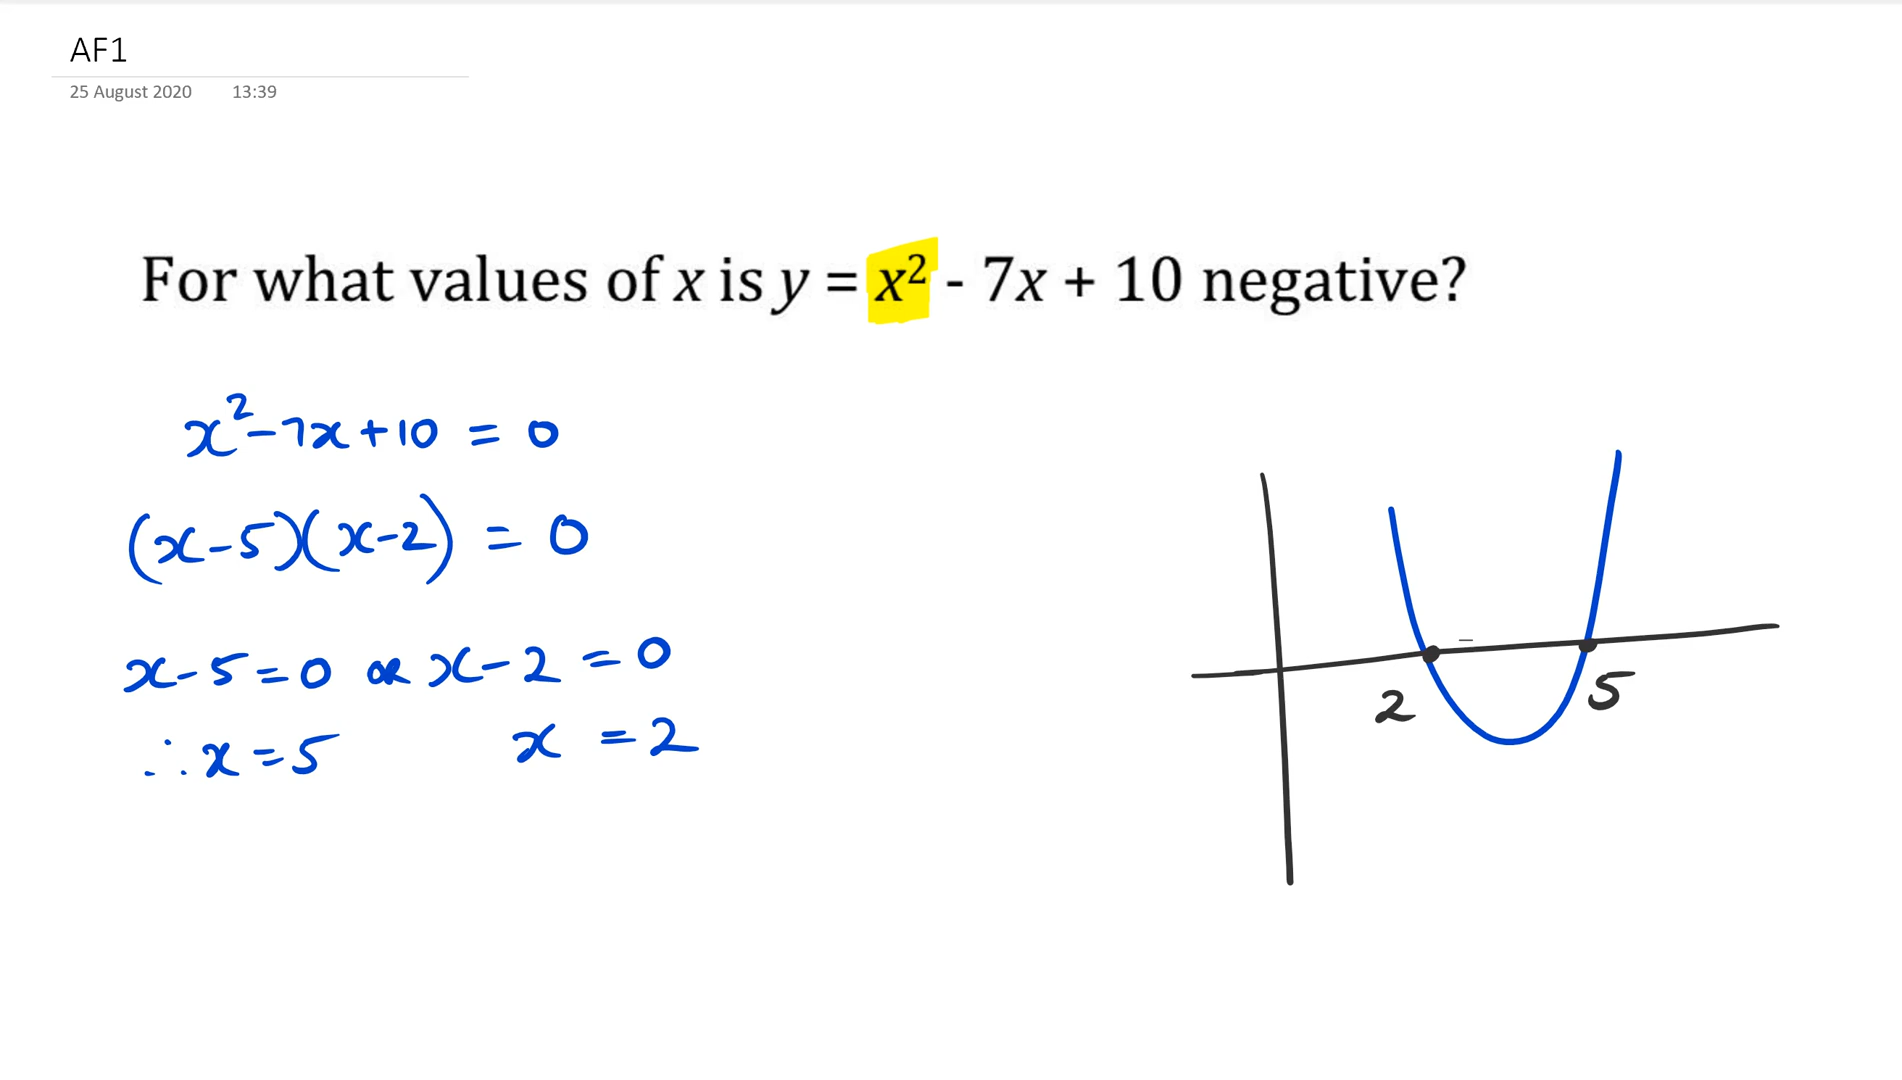 AF1
25 August 2020 13:39
For what values of x is y = x² - 7x + 10 negative?
x² - 7x + 10 = 0
(x-5)(x-2) = 0
x-5=0 or x-2=0
∴x=5 x=2
2 5